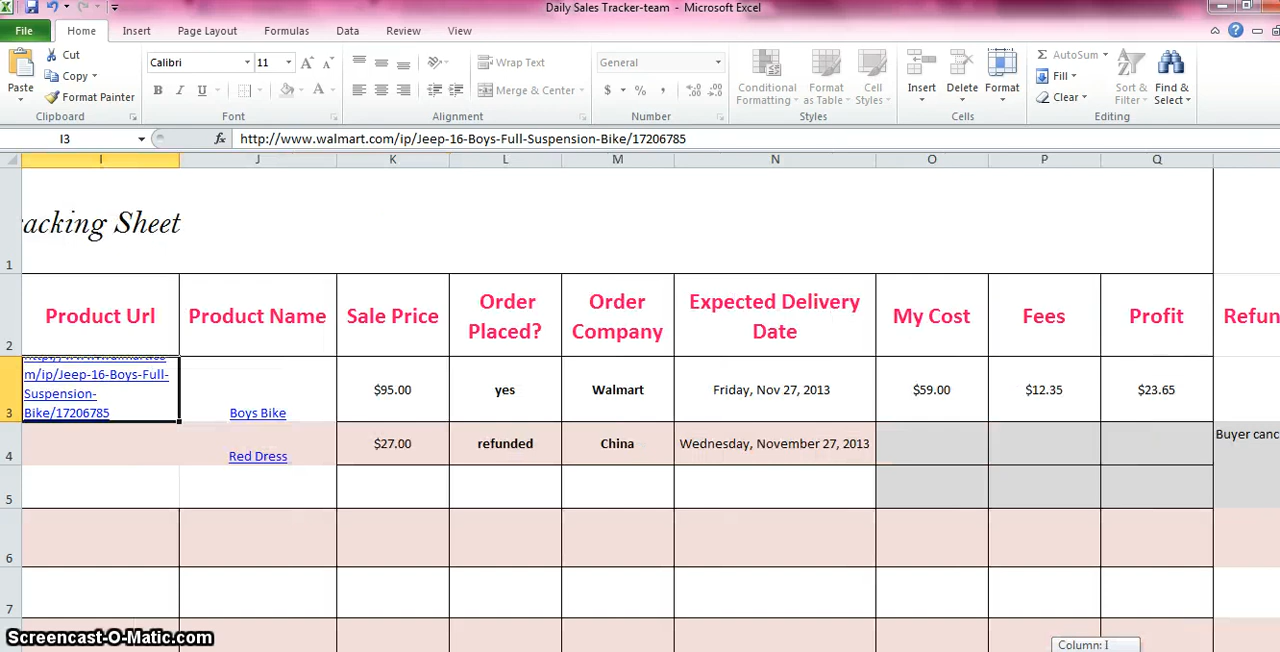 Daily Sales Tracker-team - Microsoft Excel
File Home Insert Page Layout Formulas Data Review View
Paste
Cut
Copy
Format Painter
Clipboard
Calibri 11
B I U
Font
Wrap Text
Merge & Center
Alignment
General
$ % ,
Number
Conditional Formatting
Format as Table
Cell Styles
Styles
Insert Delete Format
Cells
AutoSum
Fill
Clear
Sort & Filter
Find & Select
Editing
I3 fx http://www.walmart.com/ip/Jeep-16-Boys-Full-Suspension-Bike/17206785
I J K L M N O P Q
1 acking Sheet
2 Product Url Product Name Sale Price Order Placed? Order Company Expected Delivery Date My Cost Fees Profit Refun
m/ip/Jeep-16-Boys-Full-
Suspension-
3 Bike/17206785 Boys Bike $95.00 yes Walmart Friday, Nov 27, 2013 $59.00 $12.35 $23.65
4 Red Dress $27.00 refunded China Wednesday, November 27, 2013 Buyer canc
5
6
7
Screencast-O-Matic.com
Column: I